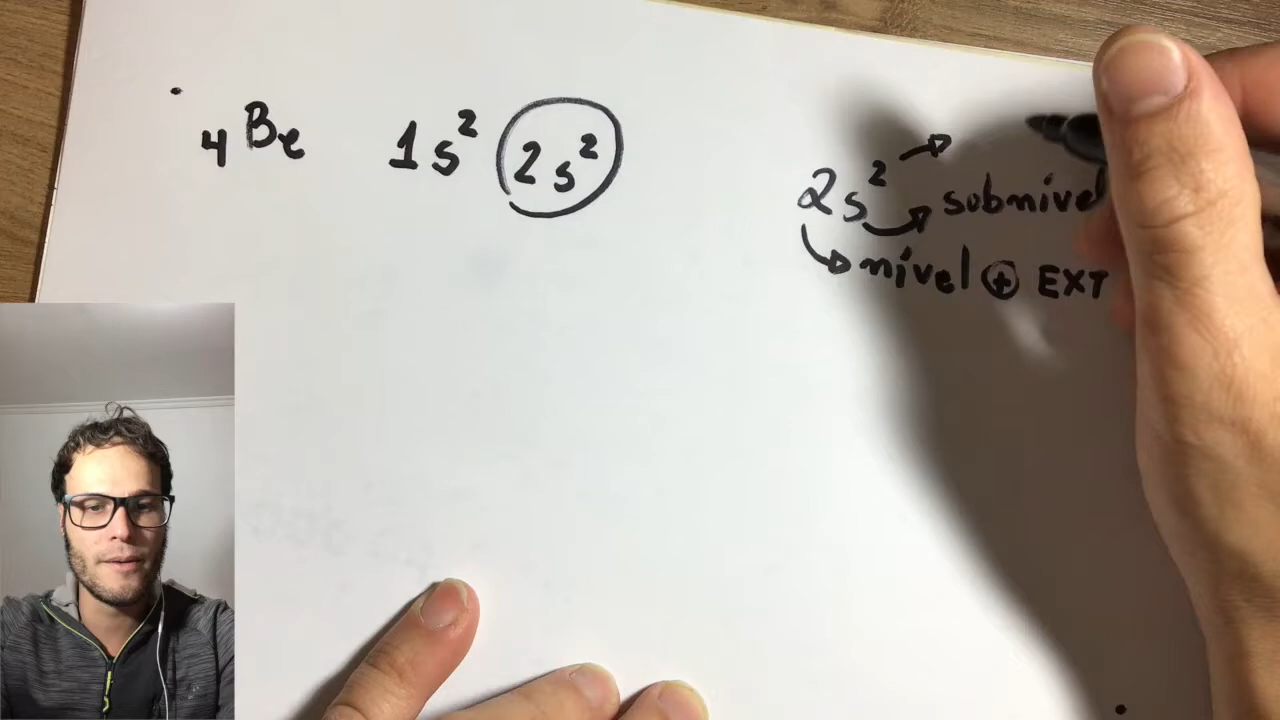 4Be 1s² 2s²
2s²
subnível
nível ⊕ EXT